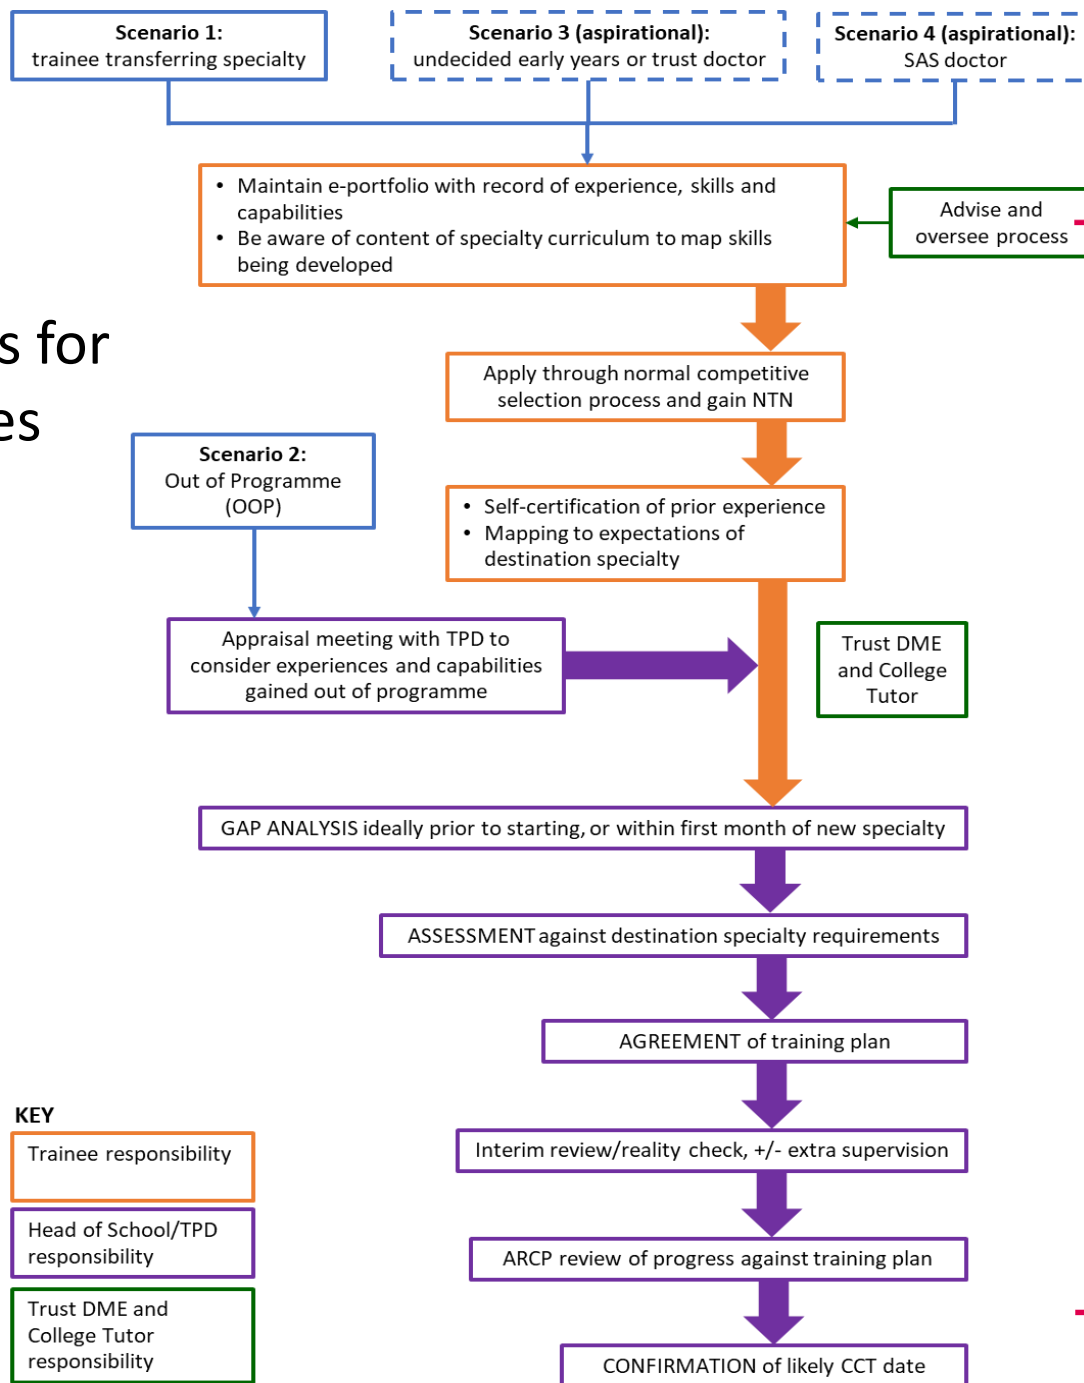 Scenario 1:
trainee transferring specialty
Scenario 3 (aspirational):
undecided early years or trust doctor
Scenario 4 (aspirational):
SAS doctor
• Maintain e-portfolio with record of experience, skills and
capabilities
• Be aware of content of specialty curriculum to map skills
being developed
Advise and
oversee process
s for
es
Apply through normal competitive
selection process and gain NTN
Scenario 2:
Out of Programme
(OOP)
• Self-certification of prior experience
• Mapping to expectations of
destination specialty
Appraisal meeting with TPD to
consider experiences and capabilities
gained out of programme
Trust DME
and College
Tutor
GAP ANALYSIS ideally prior to starting, or within first month of new specialty
ASSESSMENT against destination specialty requirements
AGREEMENT of training plan
Interim review/reality check, +/- extra supervision
ARCP review of progress against training plan
CONFIRMATION of likely CCT date
KEY
Trainee responsibility
Head of School/TPD
responsibility
Trust DME and
College Tutor
responsibility